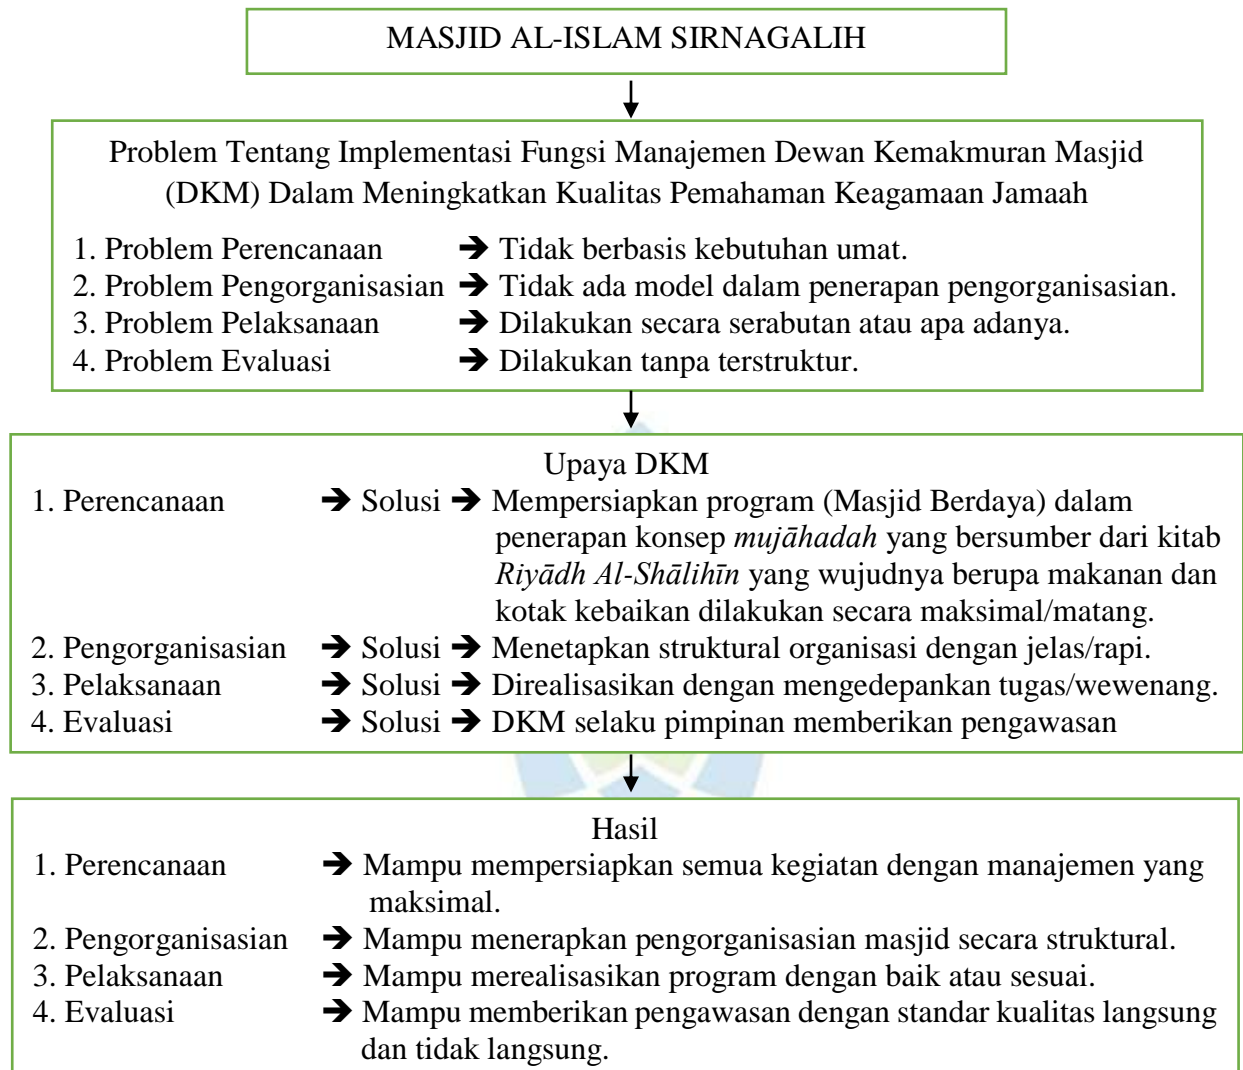 MASJID AL-ISLAM SIRNAGALIH
Problem Tentang Implementasi Fungsi Manajemen Dewan Kemakmuran Masjid
(DKM) Dalam Meningkatkan Kualitas Pemahaman Keagamaan Jamaah
1. Problem Perencanaan ➔ Tidak berbasis kebutuhan umat.
2. Problem Pengorganisasian ➔ Tidak ada model dalam penerapan pengorganisasian.
3. Problem Pelaksanaan ➔ Dilakukan secara serabutan atau apa adanya.
4. Problem Evaluasi ➔ Dilakukan tanpa terstruktur.
Upaya DKM
1. Perencanaan ➔ Solusi ➔ Mempersiapkan program (Masjid Berdaya) dalam
penerapan konsep mujāhadah yang bersumber dari kitab
Riyādh Al-Shālihīn yang wujudnya berupa makanan dan
kotak kebaikan dilakukan secara maksimal/matang.
2. Pengorganisasian ➔ Solusi ➔ Menetapkan struktural organisasi dengan jelas/rapi.
3. Pelaksanaan ➔ Solusi ➔ Direalisasikan dengan mengedepankan tugas/wewenang.
4. Evaluasi ➔ Solusi ➔ DKM selaku pimpinan memberikan pengawasan
Hasil
1. Perencanaan ➔ Mampu mempersiapkan semua kegiatan dengan manajemen yang
maksimal.
2. Pengorganisasian ➔ Mampu menerapkan pengorganisasian masjid secara struktural.
3. Pelaksanaan ➔ Mampu merealisasikan program dengan baik atau sesuai.
4. Evaluasi ➔ Mampu memberikan pengawasan dengan standar kualitas langsung
dan tidak langsung.